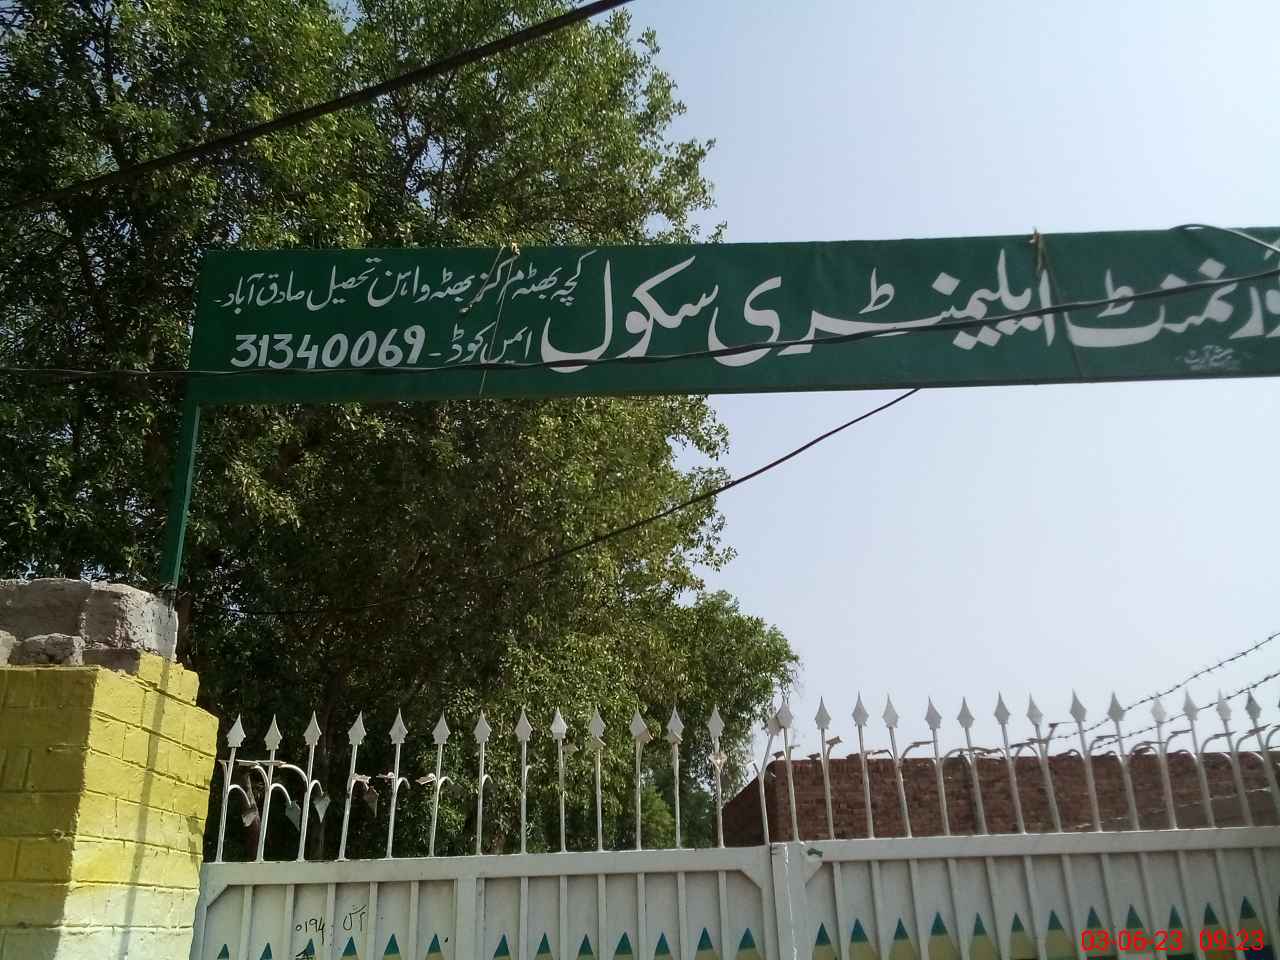 گورنمنٹ ایلیمنٹری سکول
کچہ بھٹہ مرکز بھٹہ واہن تحصیل صادق آباد۔
ایمس کوڈ۔ 31340069
0194
03-06-23 09:23